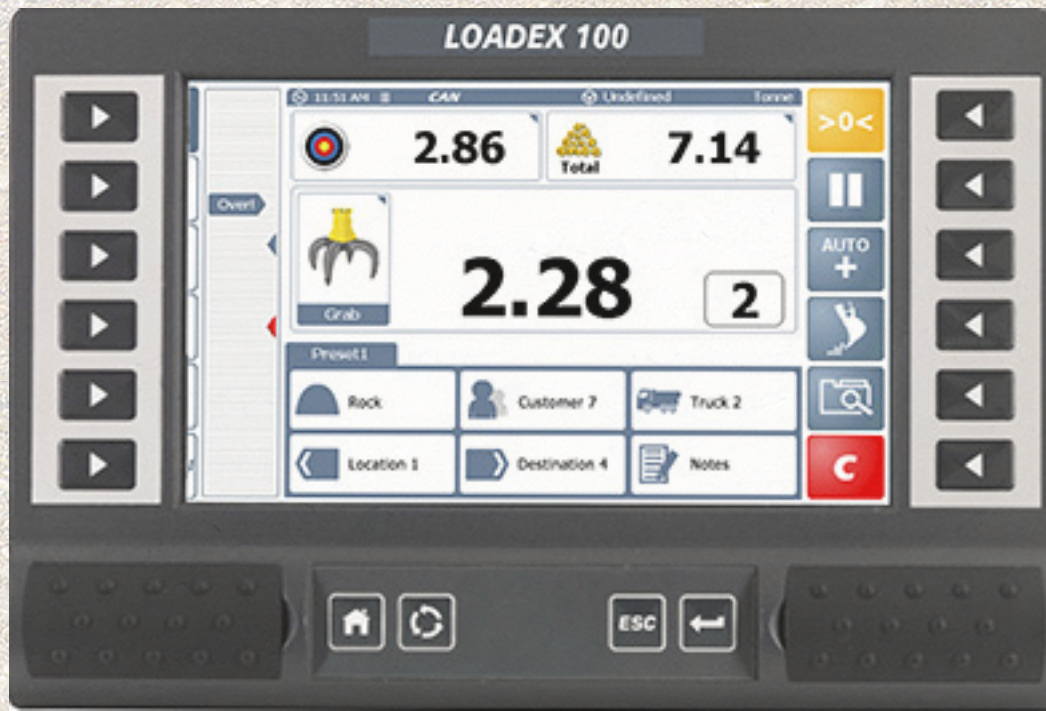 LOADEX 100
11:51 AM CAN Undefined Tonne
2.86 Total 7.14 >0<
Overl
AUTO
+
2.28 2
Grab
Preset1
Rock Customer 7 Truck 2
Location 1 Destination 4 Notes C
ESC